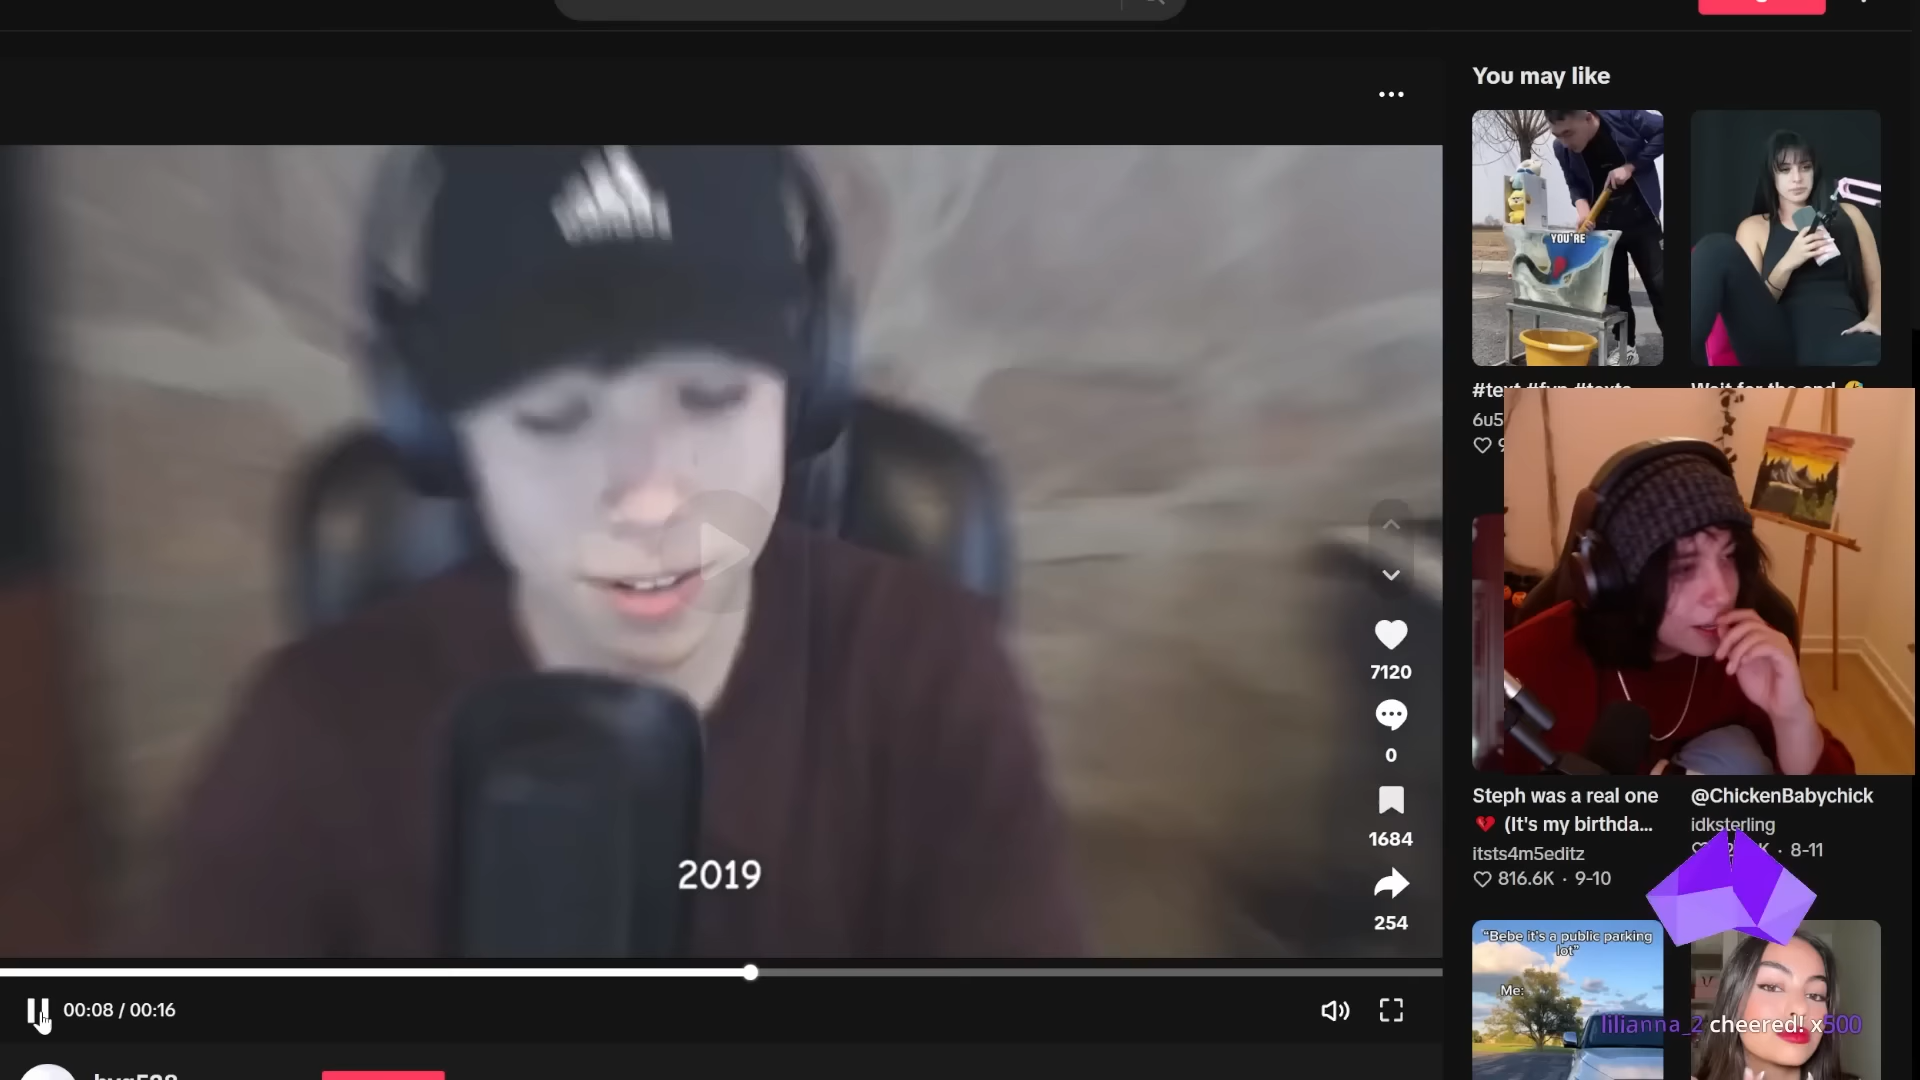 You may like
YOU'RE
2019
7120
0
1684
254
00:08 / 00:16
Steph was a real one
💔 (It's my birthda...
itsts4m5editz
816.6K · 9-10
@ChickenBabychick
idksterling
· 8-11
"Bebe it's a public parking
lot"
Me:
lilianna_2 cheered! x500